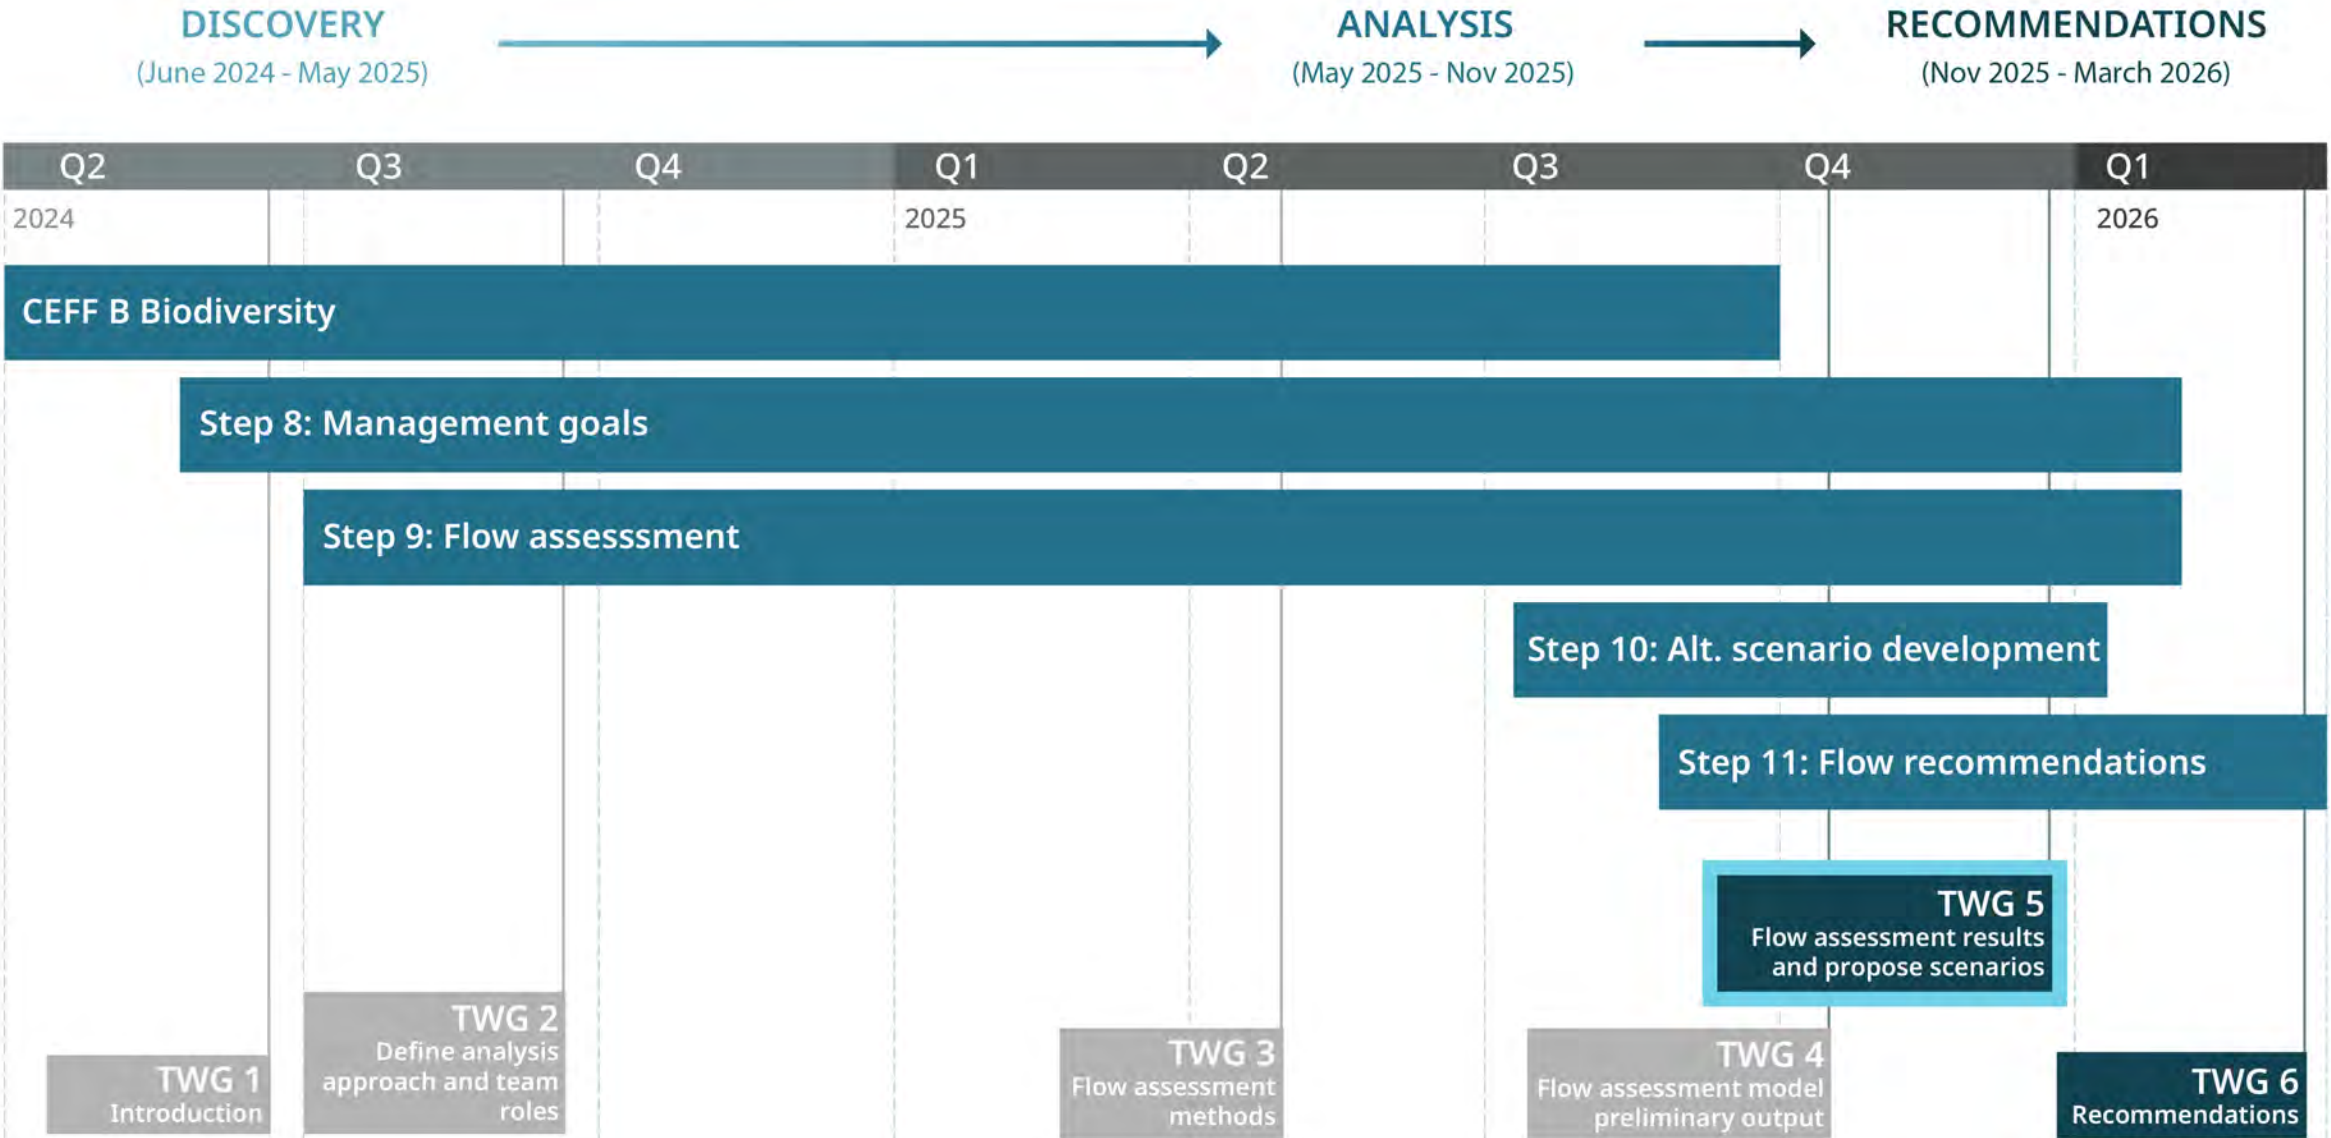 DISCOVERY
(June 2024 - May 2025)
ANALYSIS
(May 2025 - Nov 2025)
RECOMMENDATIONS
(Nov 2025 - March 2026)
Q2 Q3 Q4 Q1 Q2 Q3 Q4 Q1
2024 2025 2026
CEFF B Biodiversity
Step 8: Management goals
Step 9: Flow assesssment
Step 10: Alt. scenario development
Step 11: Flow recommendations
TWG 5
Flow assessment results
and propose scenarios
TWG 1
Introduction
TWG 2
Define analysis
approach and team
roles
TWG 3
Flow assessment
methods
TWG 4
Flow assessment model
preliminary output
TWG 6
Recommendations